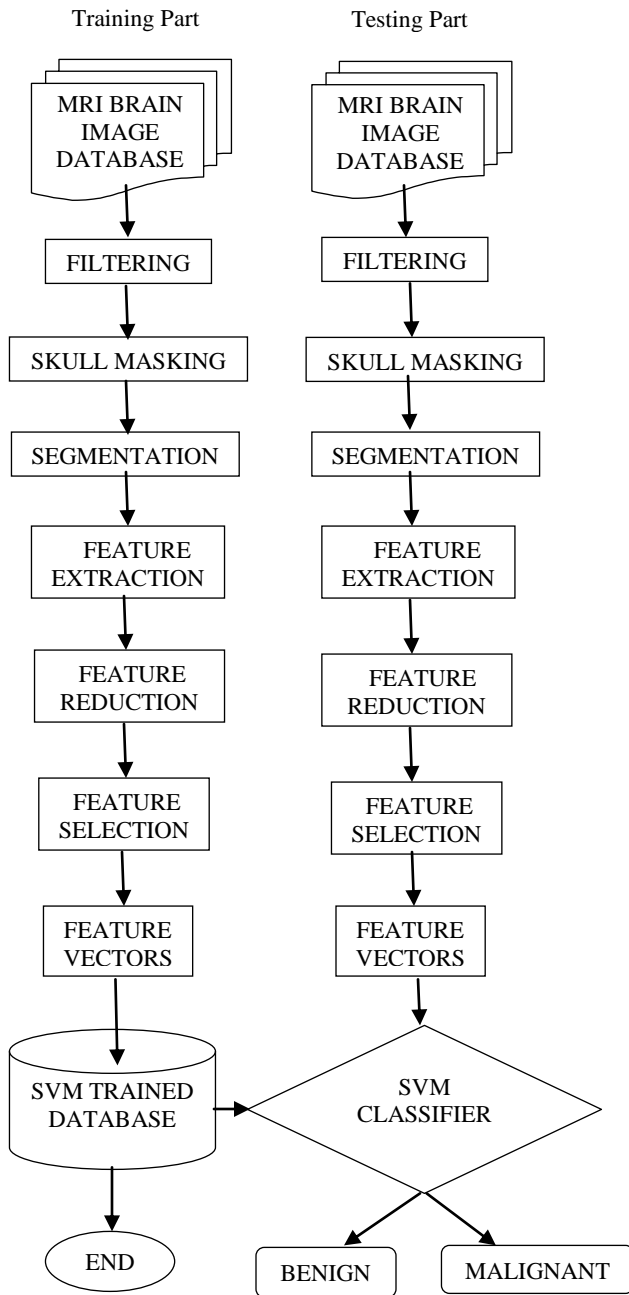 Training Part
MRI BRAIN
IMAGE
DATABASE
FILTERING
SKULL MASKING
SEGMENTATION
FEATURE
EXTRACTION
FEATURE
REDUCTION
FEATURE
SELECTION
FEATURE
VECTORS
SVM TRAINED
DATABASE
END
Testing Part
MRI BRAIN
IMAGE
DATABASE
FILTERING
SKULL MASKING
SEGMENTATION
FEATURE
EXTRACTION
FEATURE
REDUCTION
FEATURE
SELECTION
FEATURE
VECTORS
SVM
CLASSIFIER
BENIGN
MALIGNANT